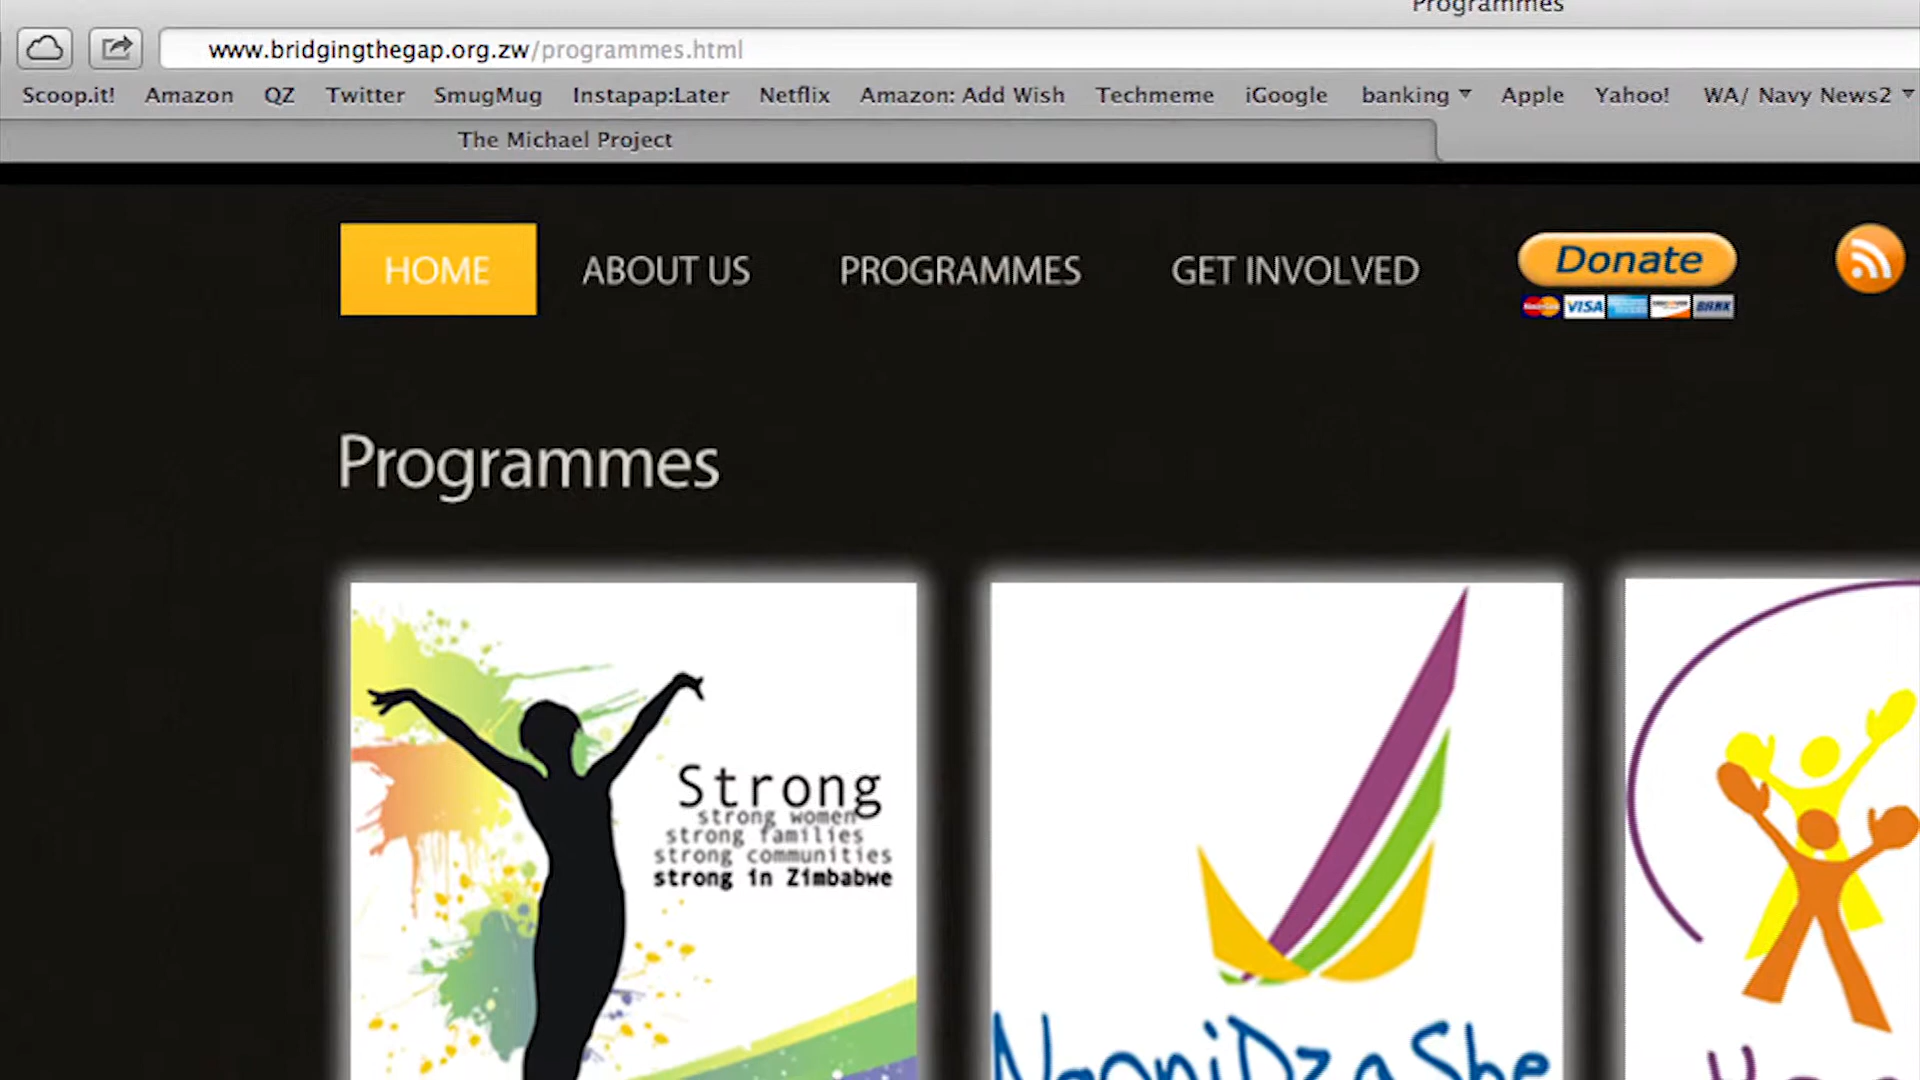 Programmes
www.bridgingthegap.org.zw/programmes.html
Scoop.it! Amazon QZ Twitter SmugMug Instapap:Later Netflix Amazon: Add Wish Techmeme iGoogle banking Apple Yahoo! WA/ Navy News2
The Michael Project
HOME ABOUT US PROGRAMMES GET INVOLVED Donate
VISA BANK
Programmes
Strong
strong women
strong families
strong communities
strong in Zimbabwe
NgoniDzaShe